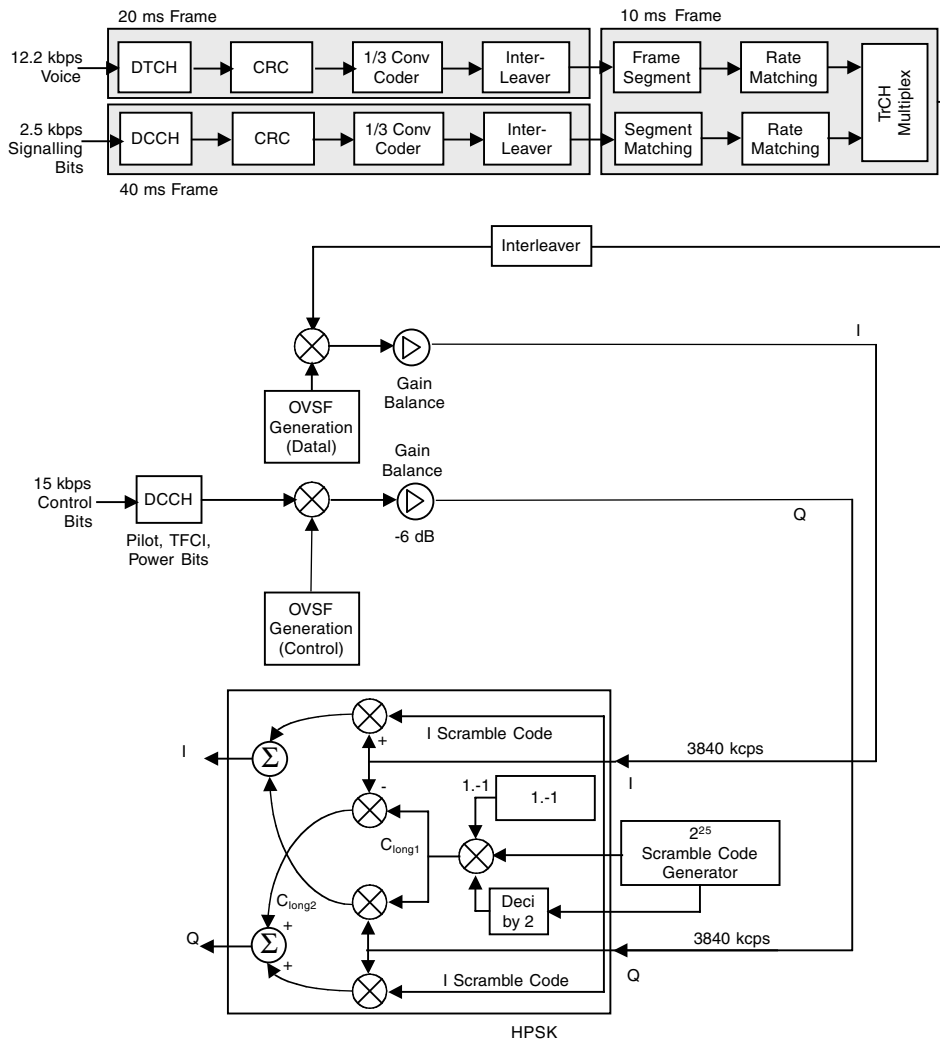 20 ms Frame
10 ms Frame
12.2 kbps
Voice
DTCH
CRC
1/3 Conv
Coder
Inter-
Leaver
Frame
Segment
Rate
Matching
TrCH
Multiplex
2.5 kbps
Signalling
Bits
DCCH
CRC
1/3 Conv
Coder
Inter-
Leaver
Segment
Matching
Rate
Matching
40 ms Frame
Interleaver
I
Gain
Balance
OVSF
Generation
(Datal)
Gain
Balance
15 kbps
Control
Bits
DCCH
Q
-6 dB
Pilot, TFCI,
Power Bits
OVSF
Generation
(Control)
I Scramble Code
+
I
Σ
3840 kcps
I
-
1.-1
1.-1
Clong1
2²⁵
Scramble Code
Generator
Clong2
Deci
by 2
+
Q
Σ
+
3840 kcps
Q
I Scramble Code
HPSK